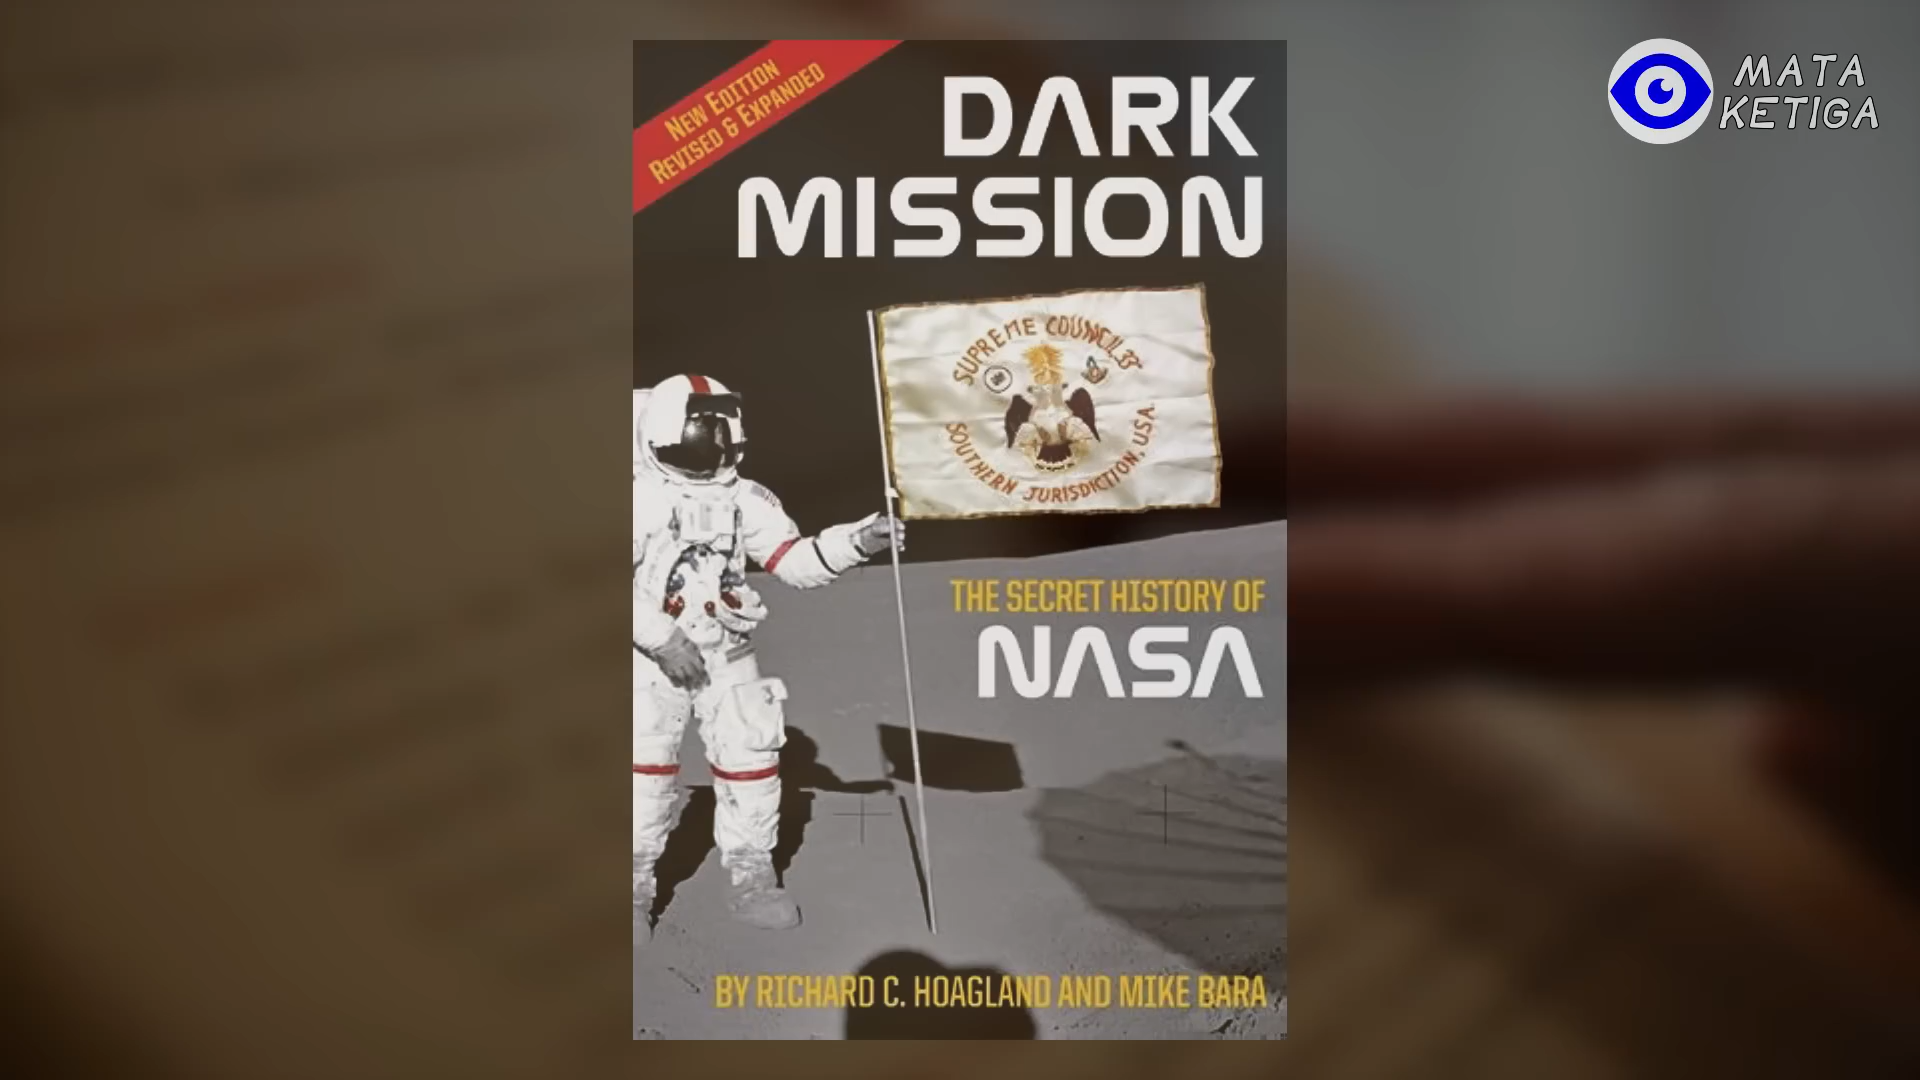 NEW EDITION
REVISED & EXPANDED
DARK
MISSION
SUPREME COUNCIL, 33°
SOUTHERN JURISDICTION, USA.
THE SECRET HISTORY OF
NASA
BY RICHARD C. HOAGLAND AND MIKE BARA
MATA
KETIGA